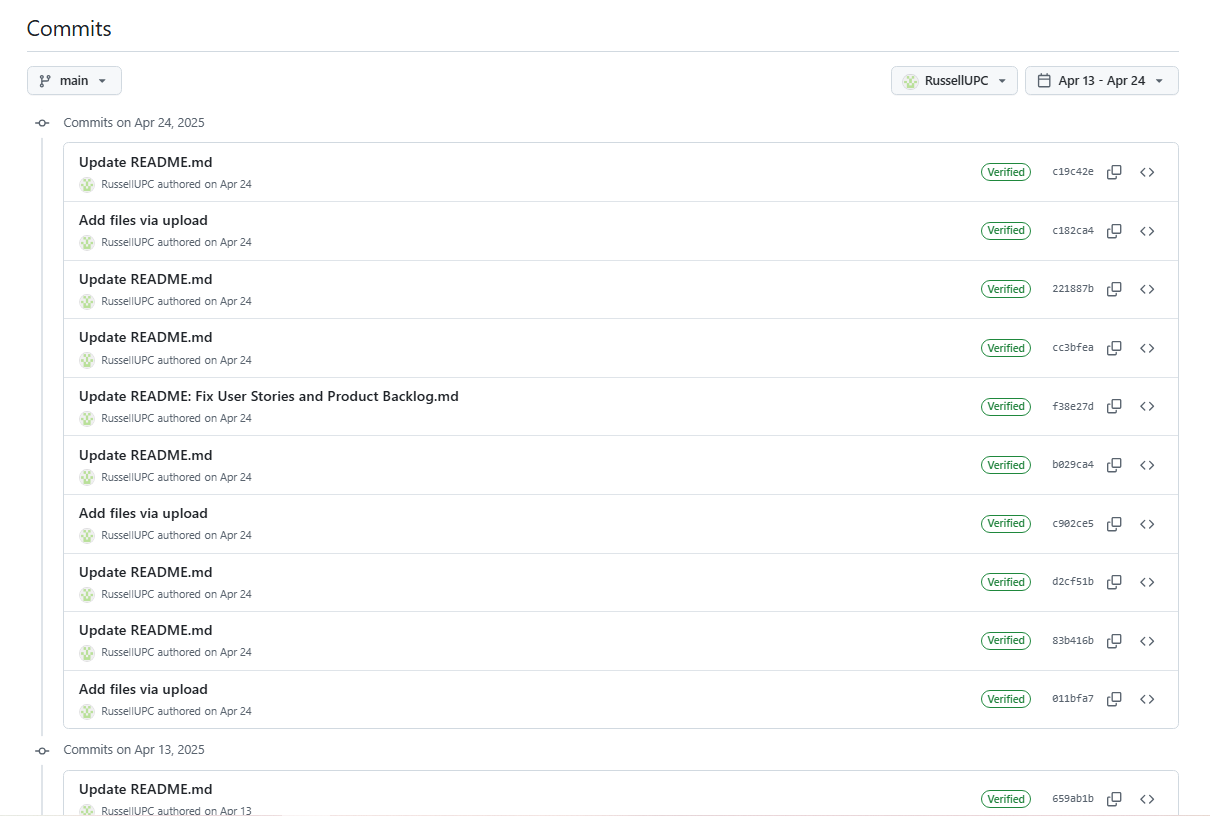 Commits
main
RussellUPC
Apr 13 - Apr 24
Commits on Apr 24, 2025
Update README.md
RussellUPC authored on Apr 24
Verified
c19c42e
Add files via upload
RussellUPC authored on Apr 24
Verified
c182ca4
Update README.md
RussellUPC authored on Apr 24
Verified
221887b
Update README.md
RussellUPC authored on Apr 24
Verified
cc3bfea
Update README: Fix User Stories and Product Backlog.md
RussellUPC authored on Apr 24
Verified
f38e27d
Update README.md
RussellUPC authored on Apr 24
Verified
b029ca4
Add files via upload
RussellUPC authored on Apr 24
Verified
c902ce5
Update README.md
RussellUPC authored on Apr 24
Verified
d2cf51b
Update README.md
RussellUPC authored on Apr 24
Verified
83b416b
Add files via upload
RussellUPC authored on Apr 24
Verified
011bfa7
Commits on Apr 13, 2025
Update README.md
RussellUPC authored on Apr 13
Verified
659ab1b